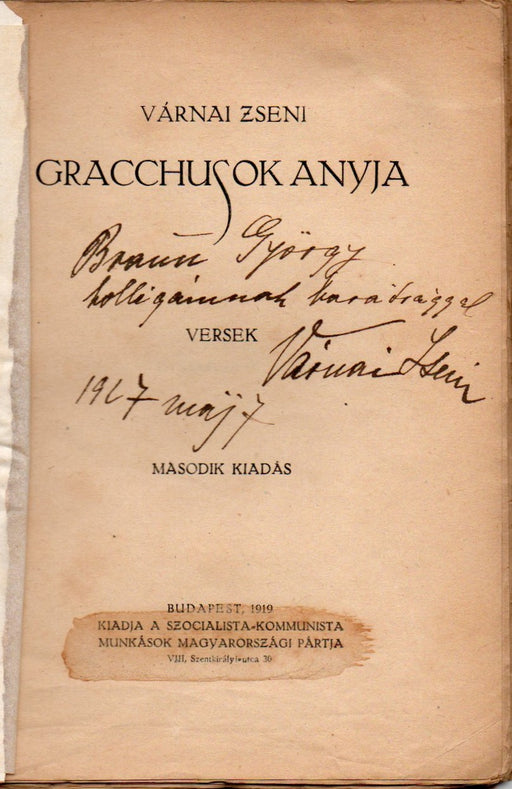 VÁRNAI ZSENI
GRACCHUSOK ANYJA
Braun György
kolligámnak barátsággal
VERSEK
Várnai Zseni
1927 máj 7
MÁSODIK KIADÁS
BUDAPEST, 1919
KIADJA A SZOCIALISTA-KOMMUNISTA
MUNKÁSOK MAGYARORSZÁGI PÁRTJA
VIII, Szentkirályi-utca 30